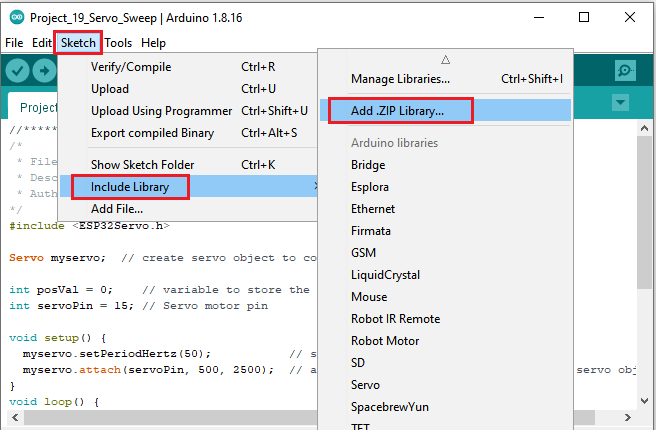 Project_19_Servo_Sweep | Arduino 1.8.16
File Edit Sketch Tools Help
Verify/Compile Ctrl+R
Upload Ctrl+U
Upload Using Programmer Ctrl+Shift+U
Export compiled Binary Ctrl+Alt+S
Show Sketch Folder Ctrl+K
Include Library
Add File...
Manage Libraries... Ctrl+Shift+I
Add .ZIP Library...
Arduino libraries
Bridge
Esplora
Ethernet
Firmata
GSM
LiquidCrystal
Mouse
Robot IR Remote
Robot Motor
SD
Servo
SpacebrewYun
TFT
Project
//*****
/*
* File
* Desc
* Auth
*/
#include <ESP32Servo.h>
Servo myservo; // create servo object to co
int posVal = 0; // variable to store the
int servoPin = 15; // Servo motor pin
void setup() {
myservo.setPeriodHertz(50); // s
myservo.attach(servoPin, 500, 2500); // a servo obj
}
void loop() {